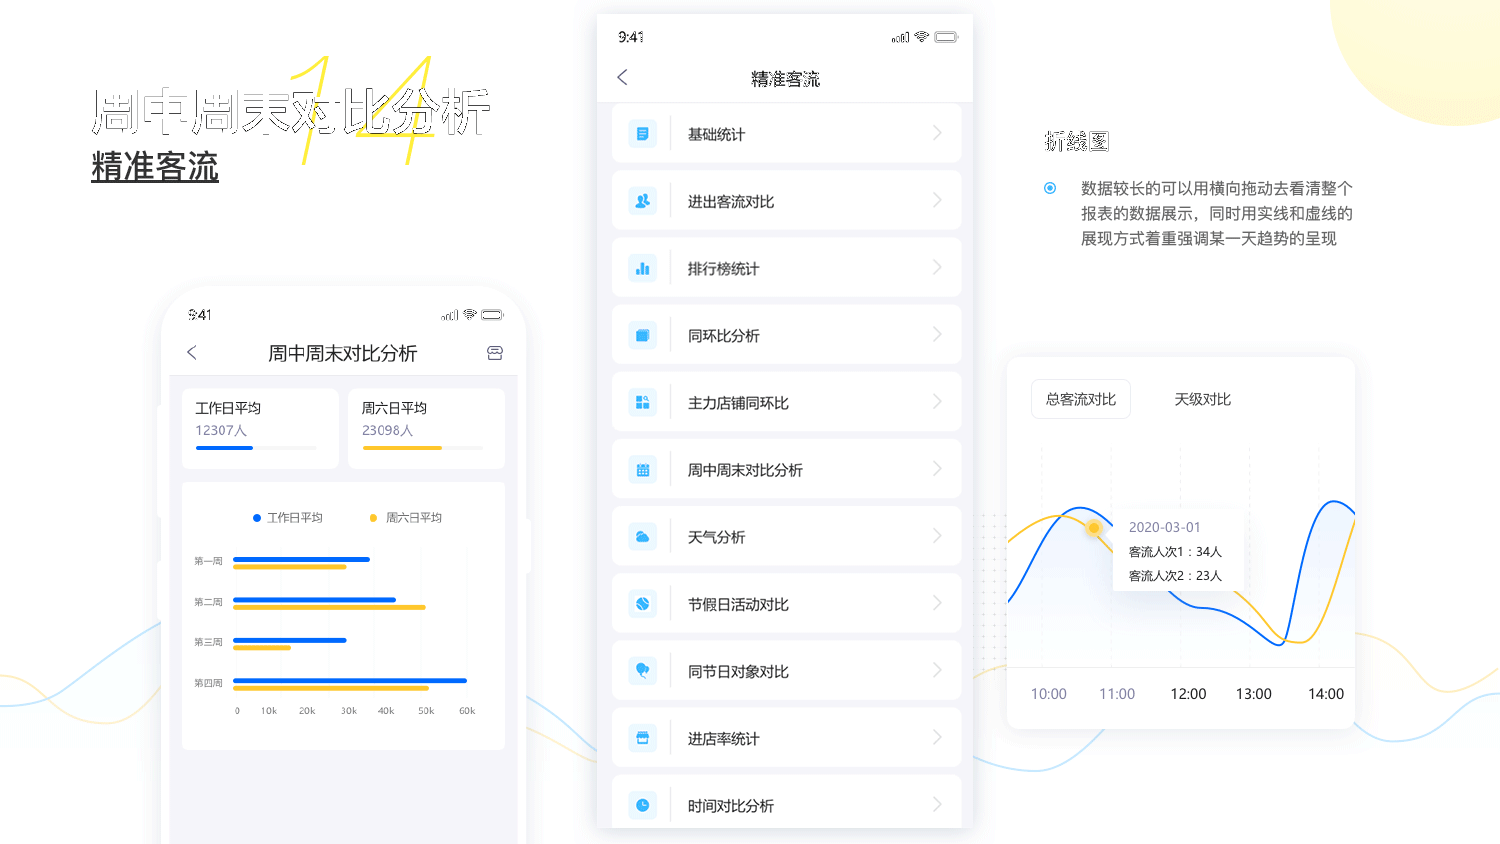 14
周中周末对比分析
精准客流
9:41
周中周末对比分析
工作日平均
12307人
周六日平均
23098人
工作日平均
周六日平均
第一周
第二周
第三周
第四周
0 10k 20k 30k 40k 50k 60k
9:41
精准客流
基础统计
进出客流对比
排行榜统计
同环比分析
主力店铺同环比
周中周末对比分析
天气分析
节假日活动对比
同节日对象对比
进店率统计
时间对比分析
折线图
数据较长的可以用横向拖动去看清整个
报表的数据展示，同时用实线和虚线的
展现方式着重强调某一天趋势的呈现
总客流对比
天级对比
2020-03-01
客流人次1：34人
客流人次2：23人
10:00 11:00 12:00 13:00 14:00